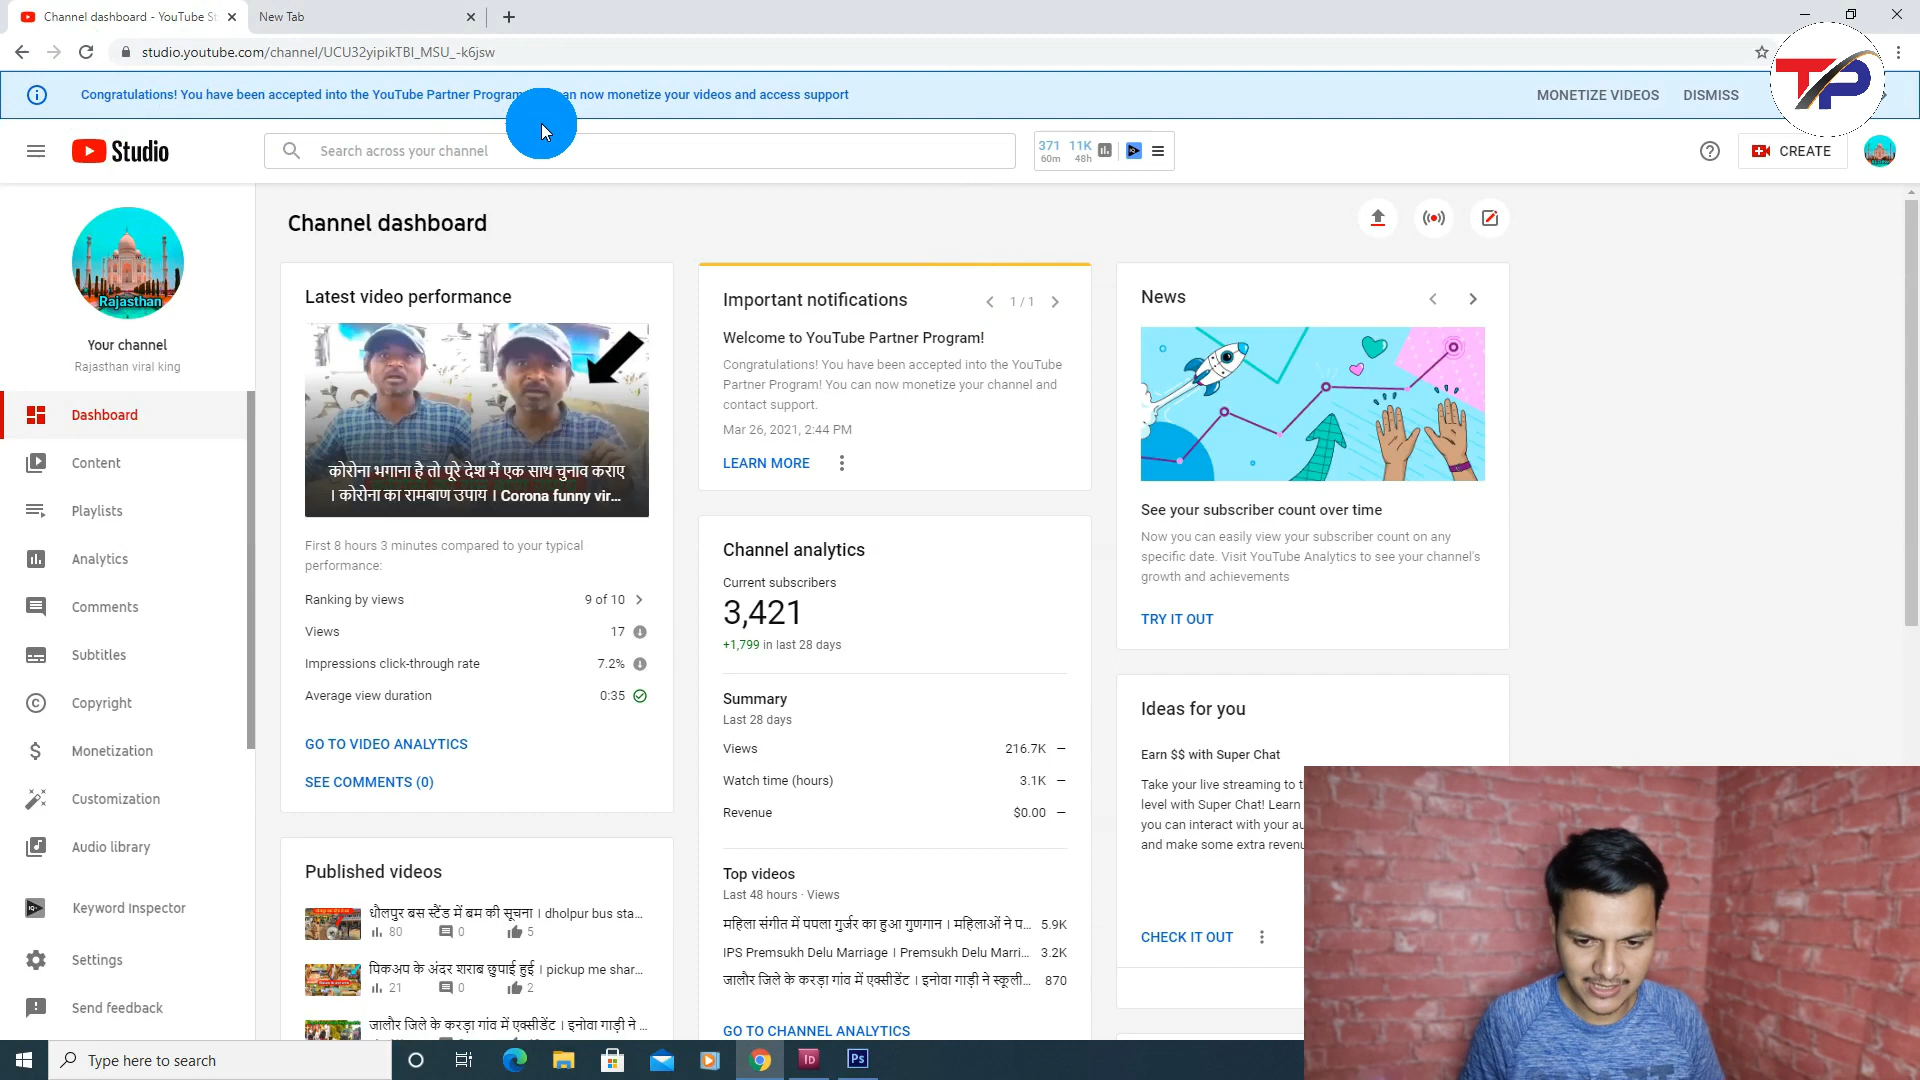 Channel dashboard - YouTube St
New Tab
studio.youtube.com/channel/UCU32yipikTBI_MSU_-k6jsw
Congratulations! You have been accepted into the YouTube Partner Program
an now monetize your videos and access support
MONETIZE VIDEOS
DISMISS
TP
Studio
Search across your channel
371 11K
60m 48h
CREATE
Rajasthan
Your channel
Rajasthan viral king
Dashboard
Content
Playlists
Analytics
Comments
Subtitles
Copyright
Monetization
Customization
Audio library
Keyword Inspector
Settings
Send feedback
Channel dashboard
Latest video performance
कोरोना भगाना है तो पूरे देश में एक साथ चुनाव कराए
। कोरोना का रामबाण उपाय । Corona funny vir...
First 8 hours 3 minutes compared to your typical
performance:
Ranking by views 9 of 10
Views 17
Impressions click-through rate 7.2%
Average view duration 0:35
GO TO VIDEO ANALYTICS
SEE COMMENTS (0)
Published videos
धौलपुर बस स्टैंड में बम की सूचना । dholpur bus sta...
80 0 5
पिकअप के अंदर शराब छुपाई हुई । pickup me shar...
21 0 2
जालौर जिले के करड़ा गांव में एक्सीडेंट । इनोवा गाड़ी ने ...
Important notifications
1 / 1
Welcome to YouTube Partner Program!
Congratulations! You have been accepted into the YouTube
Partner Program! You can now monetize your channel and
contact support.
Mar 26, 2021, 2:44 PM
LEARN MORE
Channel analytics
Current subscribers
3,421
+1,799 in last 28 days
Summary
Last 28 days
Views 216.7K —
Watch time (hours) 3.1K —
Revenue $0.00 —
Top videos
Last 48 hours · Views
महिला संगीत में पपला गुर्जर का हुआ गुणगान । महिलाओं ने प... 5.9K
IPS Premsukh Delu Marriage । Premsukh Delu Marri... 3.2K
जालौर जिले के करड़ा गांव में एक्सीडेंट । इनोवा गाड़ी ने स्कूली... 870
GO TO CHANNEL ANALYTICS
News
See your subscriber count over time
Now you can easily view your subscriber count on any
specific date. Visit YouTube Analytics to see your channel's
growth and achievements
TRY IT OUT
Ideas for you
Earn $$ with Super Chat
Take your live streaming to t
level with Super Chat! Learn
you can interact with your au
and make some extra revenu
CHECK IT OUT
Type here to search
Id
Ps